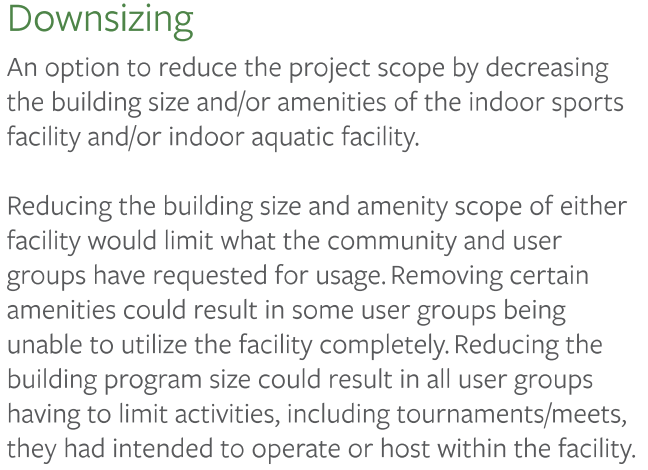 Downsizing
An option to reduce the project scope by decreasing
the building size and/or amenities of the indoor sports
facility and/or indoor aquatic facility.
Reducing the building size and amenity scope of either
facility would limit what the community and user
groups have requested for usage. Removing certain
amenities could result in some user groups being
unable to utilize the facility completely. Reducing the
building program size could result in all user groups
having to limit activities, including tournaments/meets,
they had intended to operate or host within the facility.